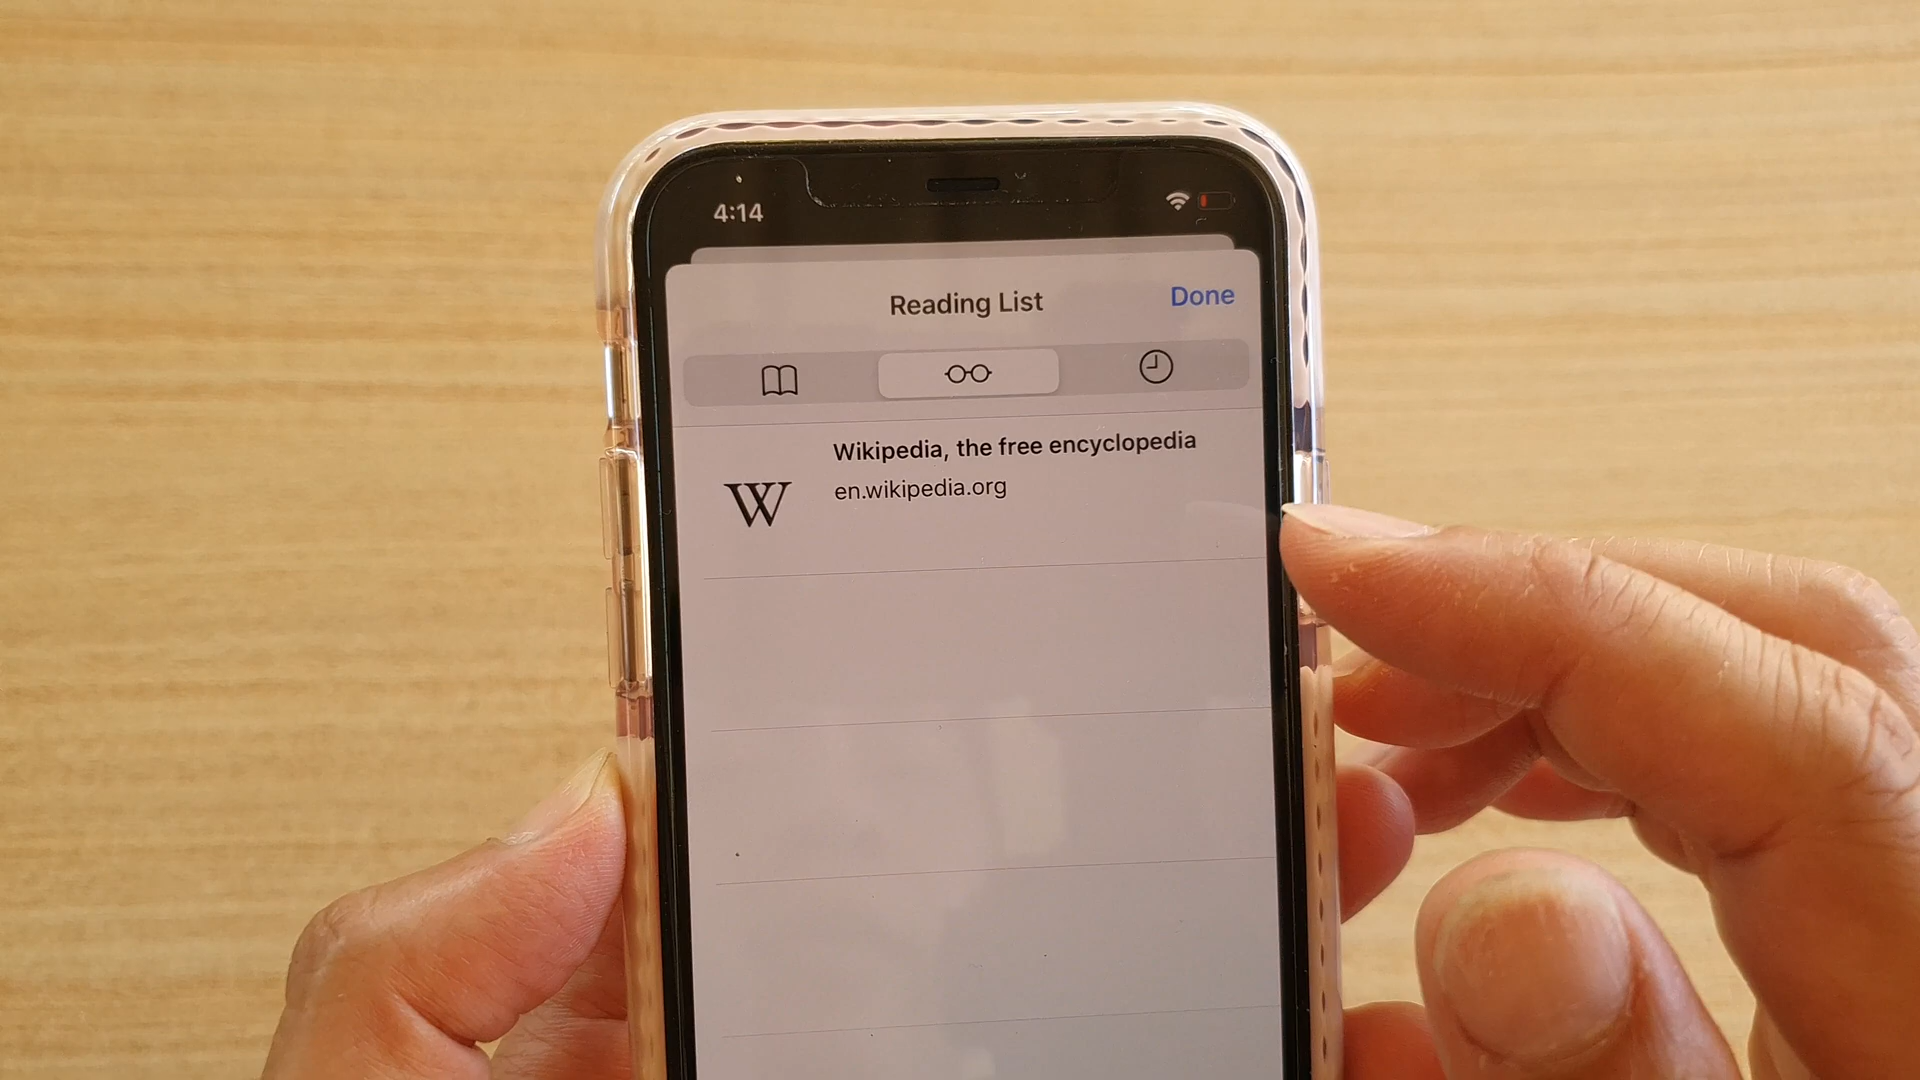 4:14
Reading List
Done
Wikipedia, the free encyclopedia
W
en.wikipedia.org